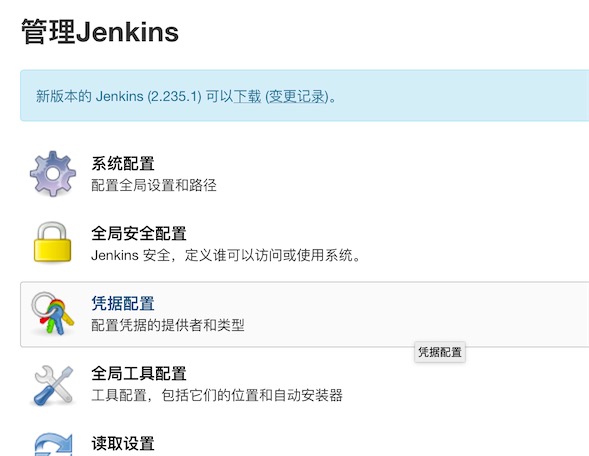 管理Jenkins
新版本的 Jenkins (2.235.1) 可以下载 (变更记录)。
系统配置
配置全局设置和路径
全局安全配置
Jenkins 安全，定义谁可以访问或使用系统。
凭据配置
配置凭据的提供者和类型
凭据配置
全局工具配置
工具配置，包括它们的位置和自动安装器
读取设置